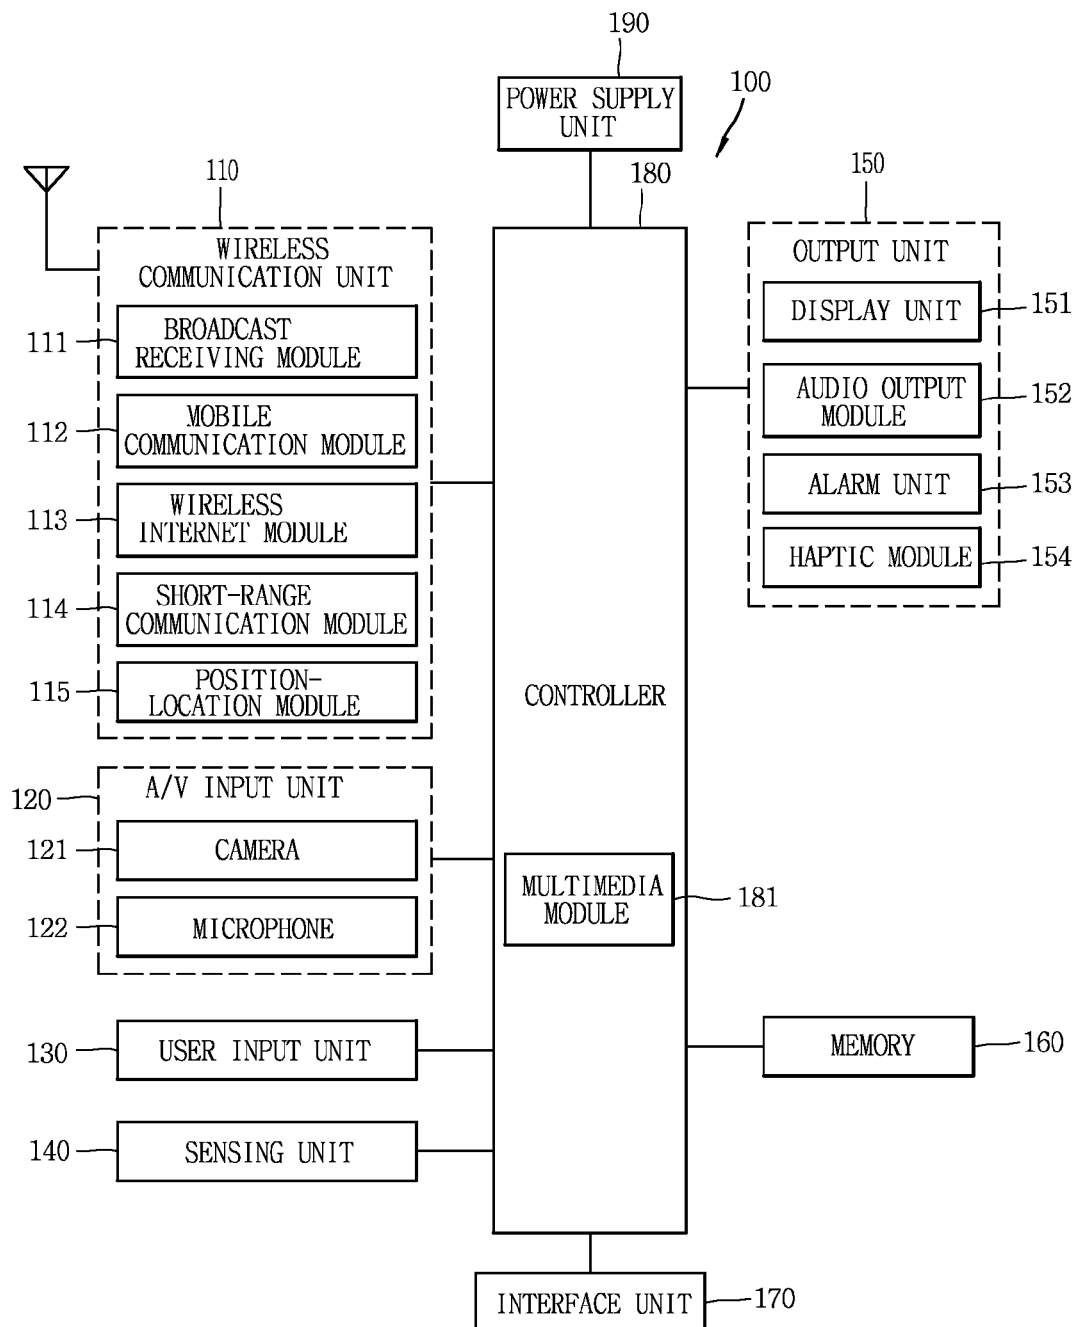 190
POWER SUPPLY
UNIT
100
180
110
WIRELESS
COMMUNICATION UNIT
111
BROADCAST
RECEIVING MODULE
112
MOBILE
COMMUNICATION MODULE
113
WIRELESS
INTERNET MODULE
114
SHORT-RANGE
COMMUNICATION MODULE
115
POSITION-
LOCATION MODULE
120
A/V INPUT UNIT
121
CAMERA
122
MICROPHONE
130
USER INPUT UNIT
140
SENSING UNIT
CONTROLLER
MULTIMEDIA
MODULE
181
150
OUTPUT UNIT
DISPLAY UNIT
151
AUDIO OUTPUT
MODULE
152
ALARM UNIT
153
HAPTIC MODULE
154
MEMORY
160
INTERFACE UNIT
170